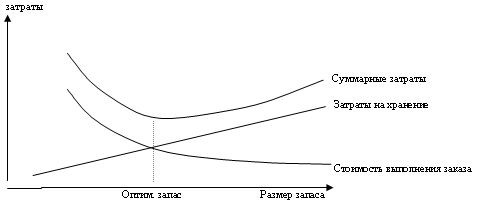 затраты
Суммарные затраты
Затраты на хранение
Стоимость выполнения заказа
Оптим. запас
Размер запаса